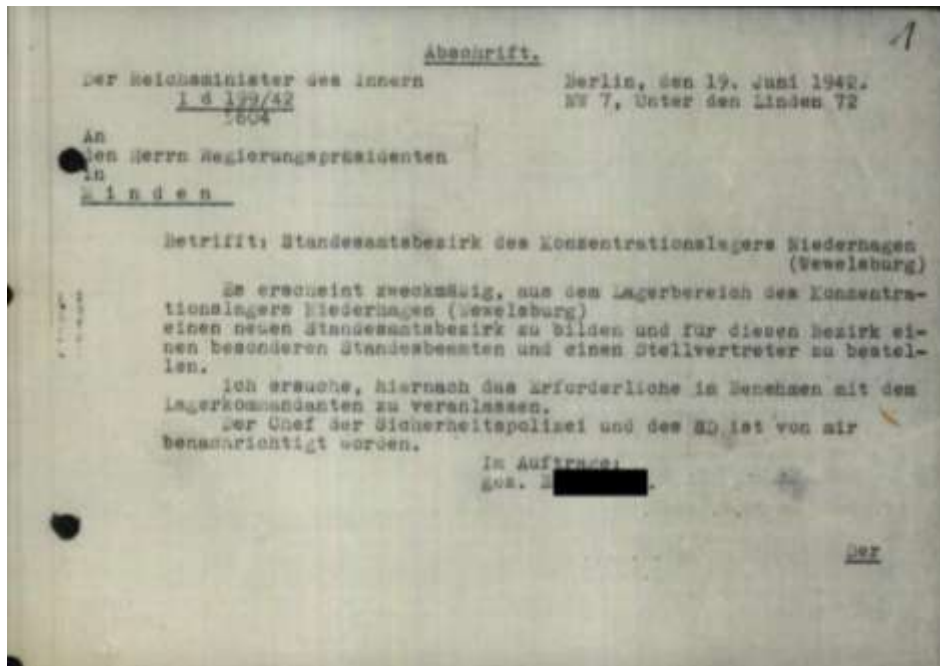 1
Abschrift.
Der Reichsminister des Innern
Berlin, den 19. Juni 1942.
I d 199/42
NW 7, Unter den Linden 72
5604
An
den Herrn Regierungspräsidenten
in
Minden
Betrifft: Standesamtsbezirk des Konzentrationslagers Niederhagen
(Wewelsburg)
Es erscheint zweckmäßig, aus dem Lagerbereich des Konzentra-
tionslagers Niederhagen (Wewelsburg)
einen neuen Standesamtsbezirk zu bilden und für diesen Bezirk ei-
nen besonderen Standesbeamten und einen Stellvertreter zu bestel-
len.
Ich ersuche, hiernach das Erforderliche im Benehmen mit dem
Lagerkommandanten zu veranlassen.
Der Chef der Sicherheitspolizei und des SD ist von mir
benachrichtigt worden.
Im Auftrage:
gez.
Der